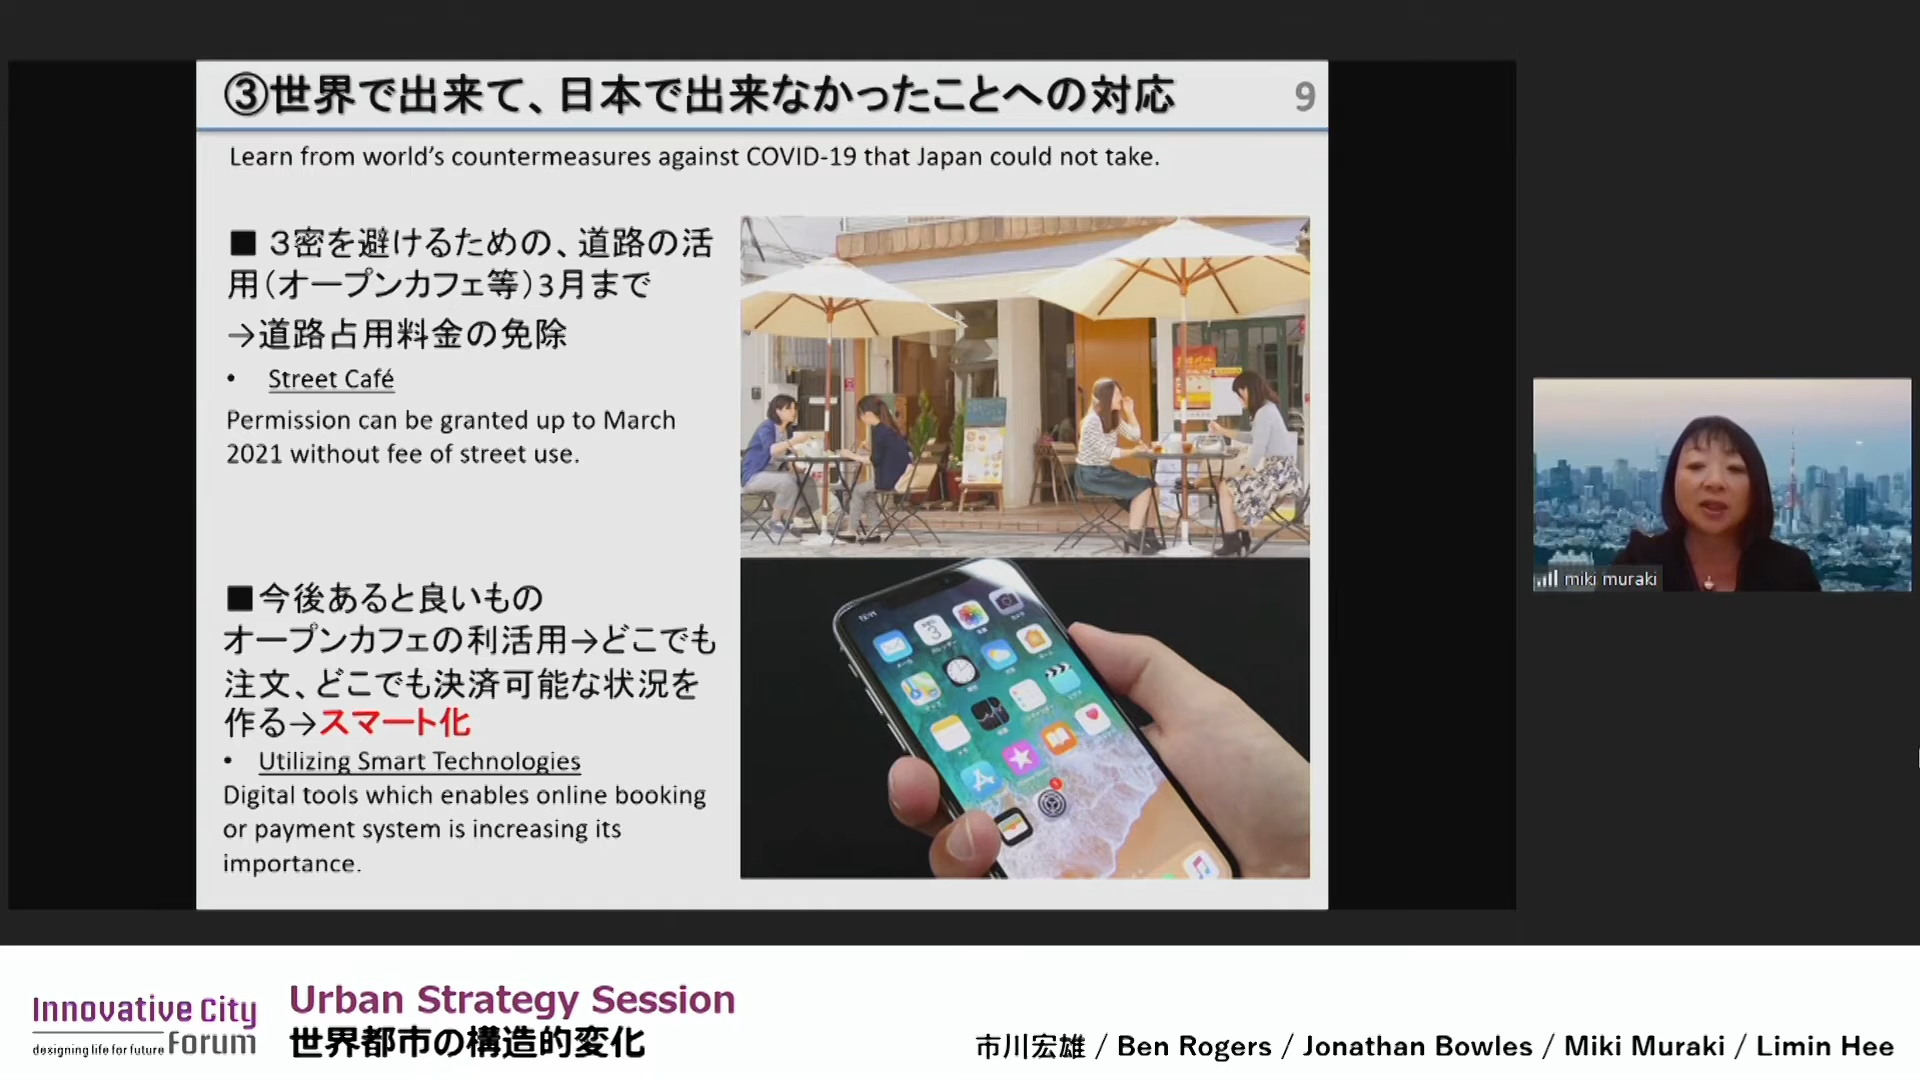 ③世界で出来て、日本で出来なかったことへの対応
9
Learn from world's countermeasures against COVID-19 that Japan could not take.
■ 3密を避けるための、道路の活
用(オープンカフェ等)3月まで
→道路占用料金の免除
• Street Café
Permission can be granted up to March
2021 without fee of street use.
■今後あると良いもの
オープンカフェの利活用→どこでも
注文、どこでも決済可能な状況を
作る→スマート化
• Utilizing Smart Technologies
Digital tools which enables online booking
or payment system is increasing its
importance.
miki muraki
Innovative City
designing life for future Forum
Urban Strategy Session
世界都市の構造的変化
市川宏雄 / Ben Rogers / Jonathan Bowles / Miki Muraki / Limin Hee